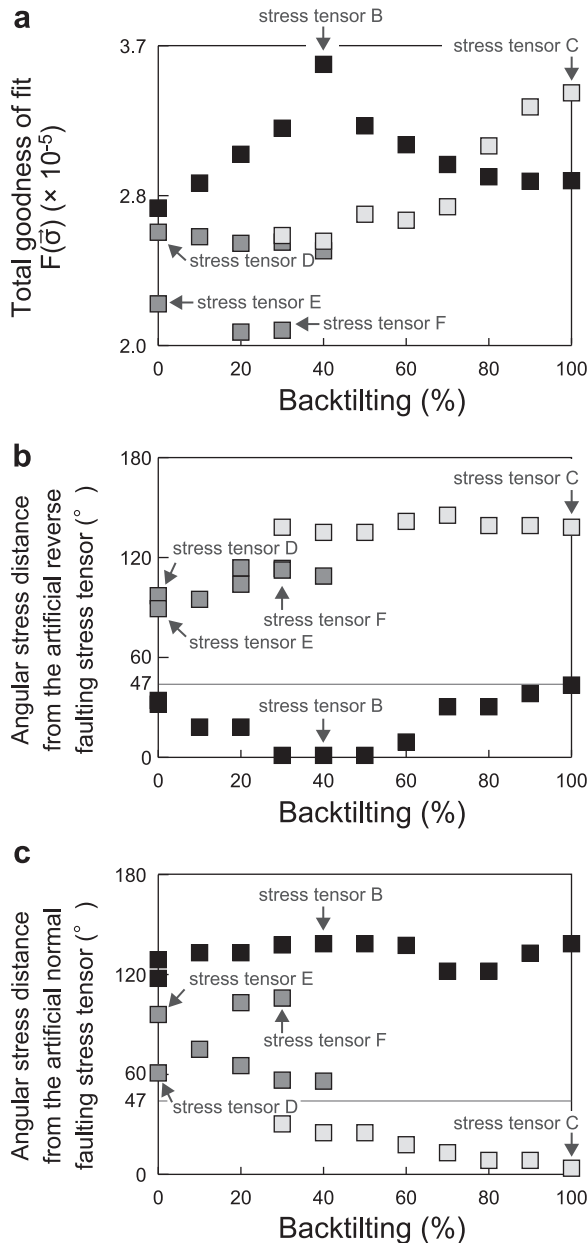 a
stress tensor B
stress tensor C
3.7
2.8
2.0
Total goodness of fit
F(σ⃗) (× 10⁻⁵)
stress tensor D
stress tensor E
stress tensor F
0 20 40 60 80 100
Backtilting (%)
b
180
120
60
47
0
Angular stress distance
from the artificial reverse
faulting stress tensor (°)
stress tensor C
stress tensor D
stress tensor F
stress tensor E
stress tensor B
0 20 40 60 80 100
Backtilting (%)
c
180
120
60
47
0
Angular stress distance
from the artificial normal
faulting stress tensor (°)
stress tensor B
stress tensor E
stress tensor F
stress tensor D
stress tensor C
0 20 40 60 80 100
Backtilting (%)